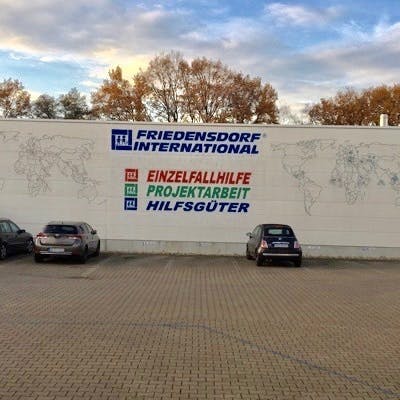 FRIEDENSDORF®
INTERNATIONAL
EINZELFALLHILFE
PROJEKTARBEIT
HILFSGÜTER